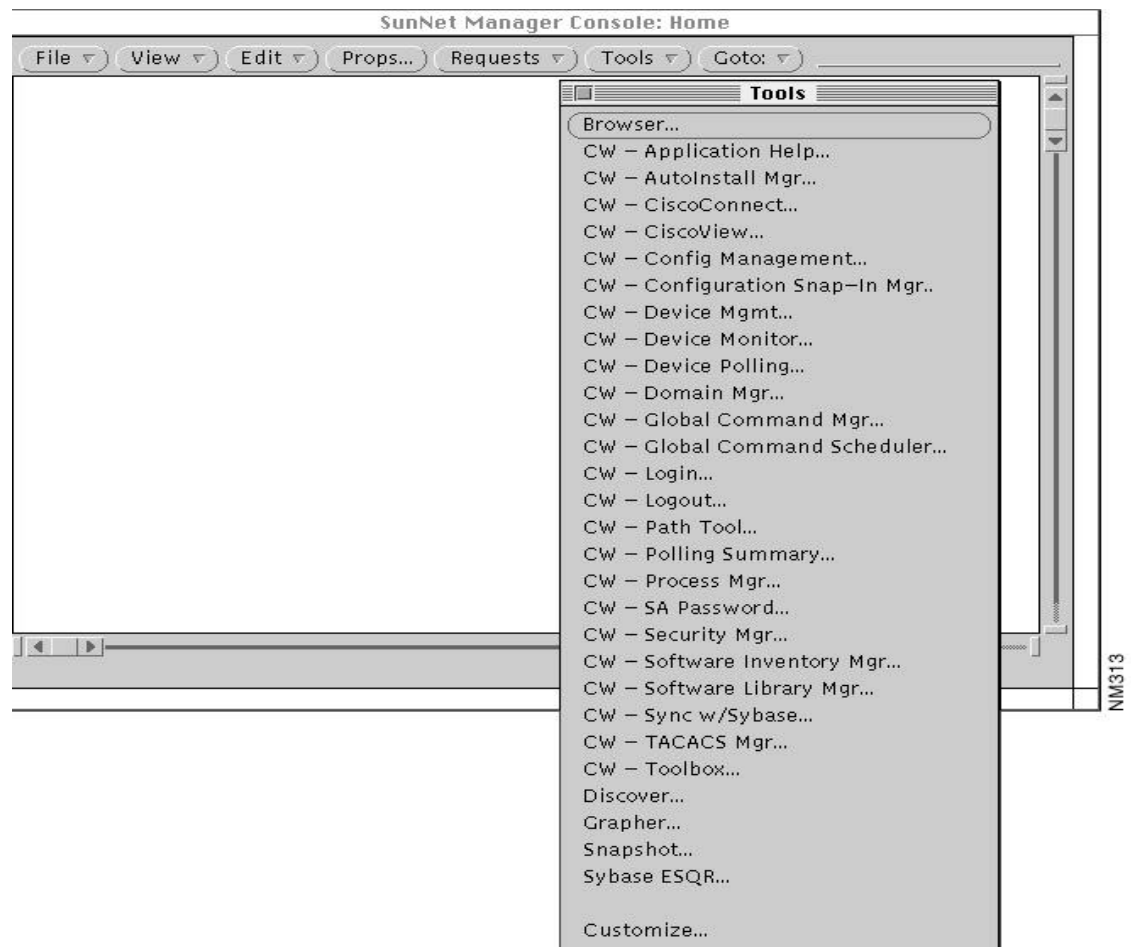 SunNet Manager Console: Home
File View Edit Props... Requests Tools Goto:
Tools
Browser...
CW – Application Help...
CW – AutoInstall Mgr...
CW – CiscoConnect...
CW – CiscoView...
CW – Config Management...
CW – Configuration Snap–In Mgr..
CW – Device Mgmt...
CW – Device Monitor...
CW – Device Polling...
CW – Domain Mgr...
CW – Global Command Mgr...
CW – Global Command Scheduler...
CW – Login...
CW – Logout...
CW – Path Tool...
CW – Polling Summary...
CW – Process Mgr...
CW – SA Password...
CW – Security Mgr...
CW – Software Inventory Mgr...
CW – Software Library Mgr...
CW – Sync w/Sybase...
CW – TACACS Mgr...
CW – Toolbox...
Discover...
Grapher...
Snapshot...
Sybase ESQR...
Customize...
NM313